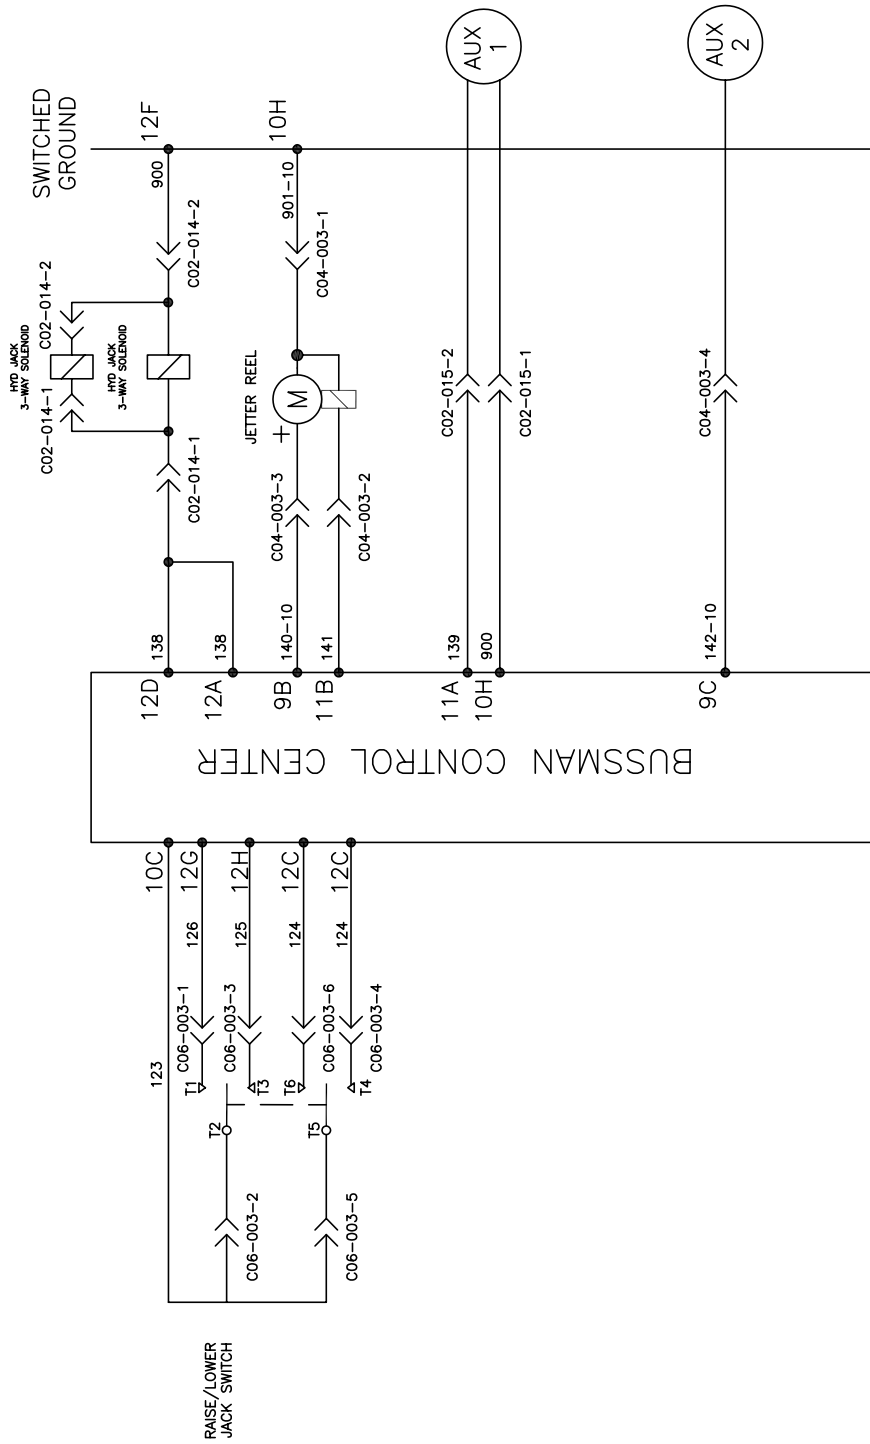 RAISE/LOWER
JACK SWITCH
C06-003-2
C06-003-5
T2
T5
123
T1
T3
T6
T4
C06-003-1
C06-003-3
C06-003-6
C06-003-4
126
125
124
124
10C
12G
12H
12C
12C
BUSSMAN CONTROL CENTER
12D
12A
9B
11B
11A
10H
9C
138
138
140-10
141
139
900
142-10
C02-014-1
C04-003-3
C04-003-2
C02-014-1
HYD JACK
3-WAY SOLENOID
C02-014-2
HYD JACK
3-WAY SOLENOID
JETTER REEL
+
M
C02-015-2
C02-015-1
C04-003-4
C02-014-2
C04-003-1
900
901-10
SWITCHED
GROUND
12F
10H
AUX
1
AUX
2